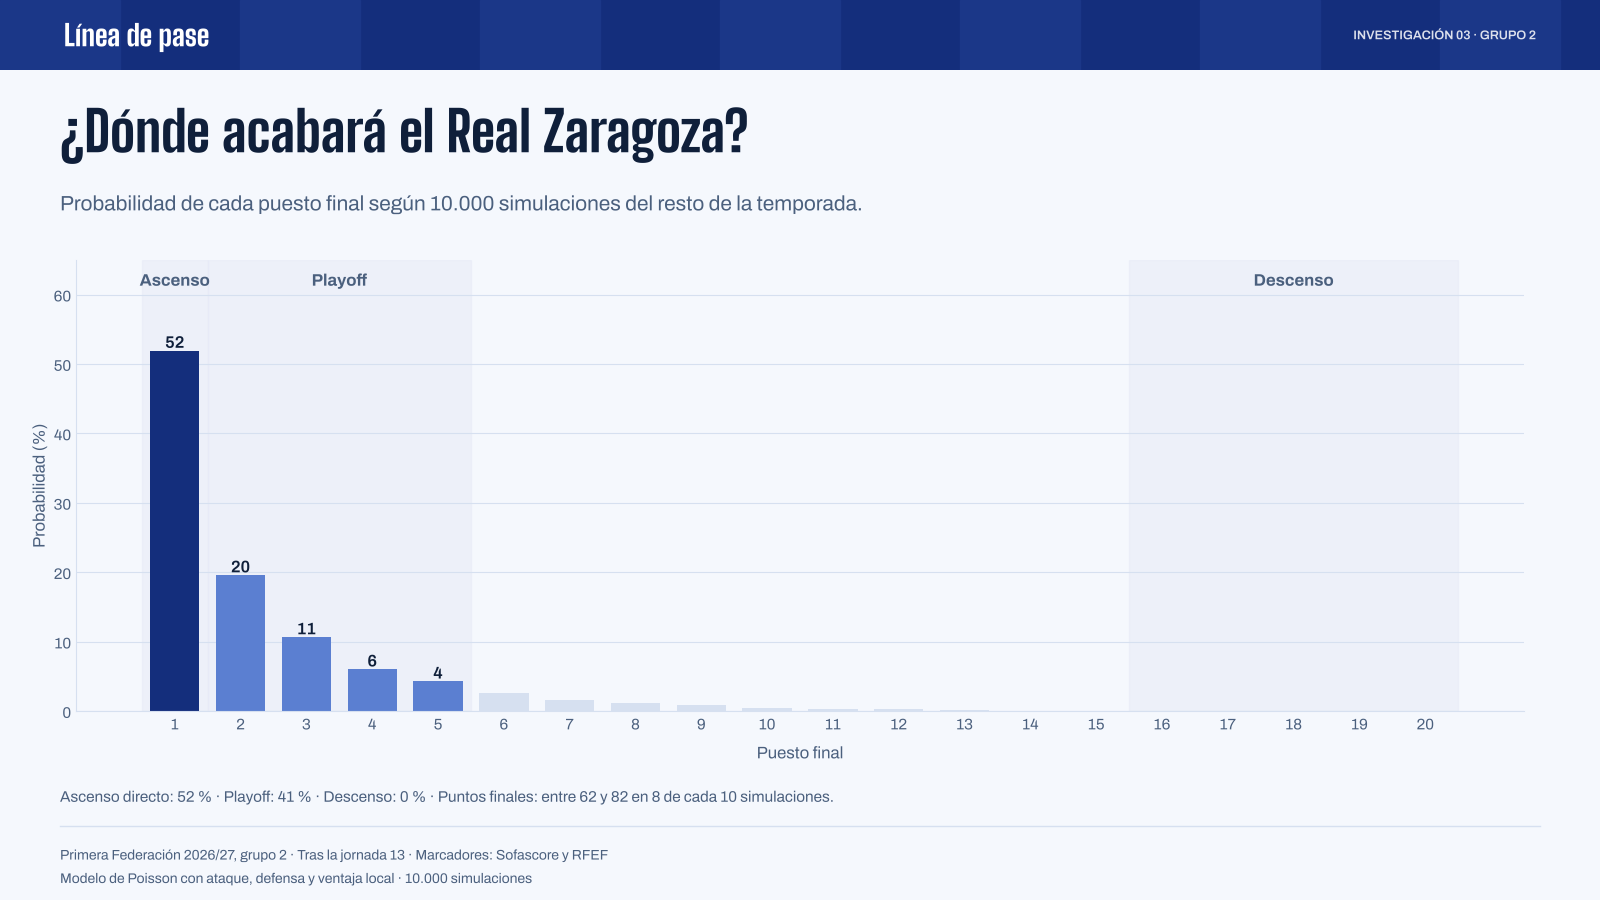 Línea de pase
INVESTIGACIÓN 03 · GRUPO 2
¿Dónde acabará el Real Zaragoza?
Probabilidad de cada puesto final según 10.000 simulaciones del resto de la temporada.
Ascenso
Playoff
Descenso
Probabilidad (%)
60
50
40
30
20
10
0
52
20
11
6
4
1 2 3 4 5 6 7 8 9 10 11 12 13 14 15 16 17 18 19 20
Puesto final
Ascenso directo: 52 % · Playoff: 41 % · Descenso: 0 % · Puntos finales: entre 62 y 82 en 8 de cada 10 simulaciones.
Primera Federación 2026/27, grupo 2 · Tras la jornada 13 · Marcadores: Sofascore y RFEF
Modelo de Poisson con ataque, defensa y ventaja local · 10.000 simulaciones